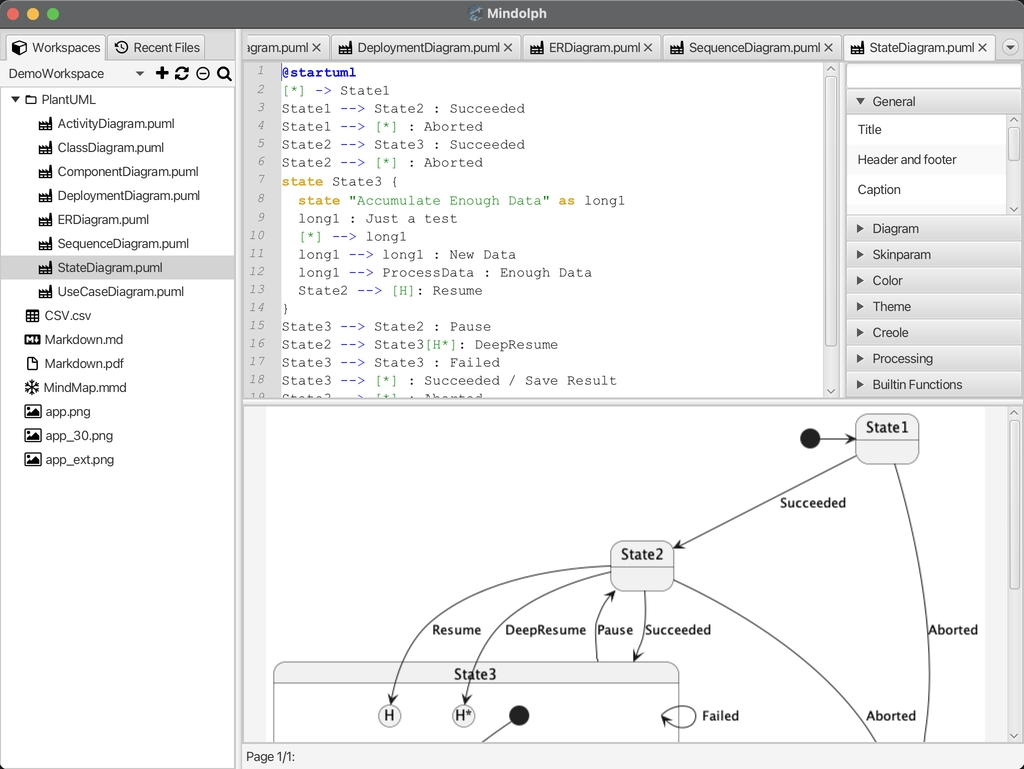 Mindolph
Workspaces
Recent Files
DemoWorkspace
PlantUML
ActivityDiagram.puml
ClassDiagram.puml
ComponentDiagram.puml
DeploymentDiagram.puml
ERDiagram.puml
SequenceDiagram.puml
StateDiagram.puml
UseCaseDiagram.puml
CSV.csv
Markdown.md
Markdown.pdf
MindMap.mmd
app.png
app_30.png
app_ext.png
agram.puml
DeploymentDiagram.puml
ERDiagram.puml
SequenceDiagram.puml
StateDiagram.puml
1 @startuml
2 [*] -> State1
3 State1 --> State2 : Succeeded
4 State1 --> [*] : Aborted
5 State2 --> State3 : Succeeded
6 State2 --> [*] : Aborted
7 state State3 {
8   state "Accumulate Enough Data" as long1
9   long1 : Just a test
10   [*] --> long1
11   long1 --> long1 : New Data
12   long1 --> ProcessData : Enough Data
13   State2 --> [H]: Resume
14 }
15 State3 --> State2 : Pause
16 State2 --> State3[H*]: DeepResume
17 State3 --> State3 : Failed
18 State3 --> [*] : Succeeded / Save Result
19 State3 --> [*] : Aborted
General
Title
Header and footer
Caption
Diagram
Skinparam
Color
Theme
Creole
Processing
Builtin Functions
State1
Succeeded
State2
Resume
DeepResume
Pause
Succeeded
Aborted
State3
H
H*
Failed
Aborted
Page 1/1: